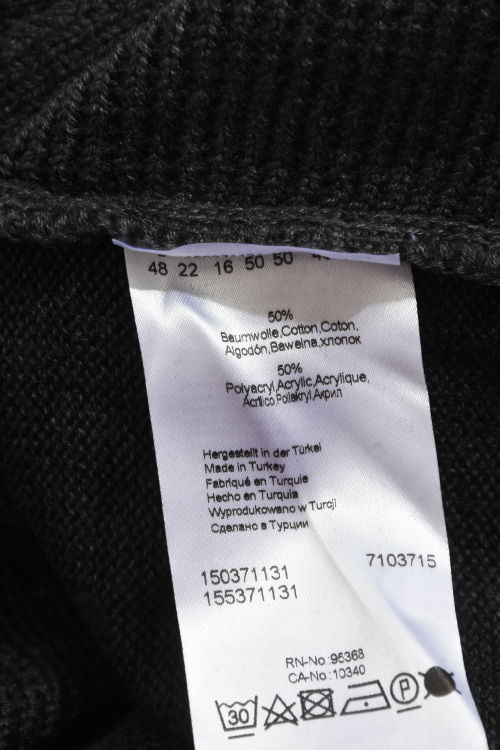 48 22 16 50 50
50%
Baumwolle,Cotton,Coton,
Algodón,Bawełna,хлопок
50%
Polyacryl,Acrylic,Acrylique,
Acrílico,Poliakryl,Акрил
Hergestellt in der Türkei
Made in Turkey
Fabriqué en Turquie
Hecho en Turquia
Wyprodukowano w Turcji
Сделано в Турции
7103715
150371131
155371131
RN-No :95368
CA-No :10340
30
P